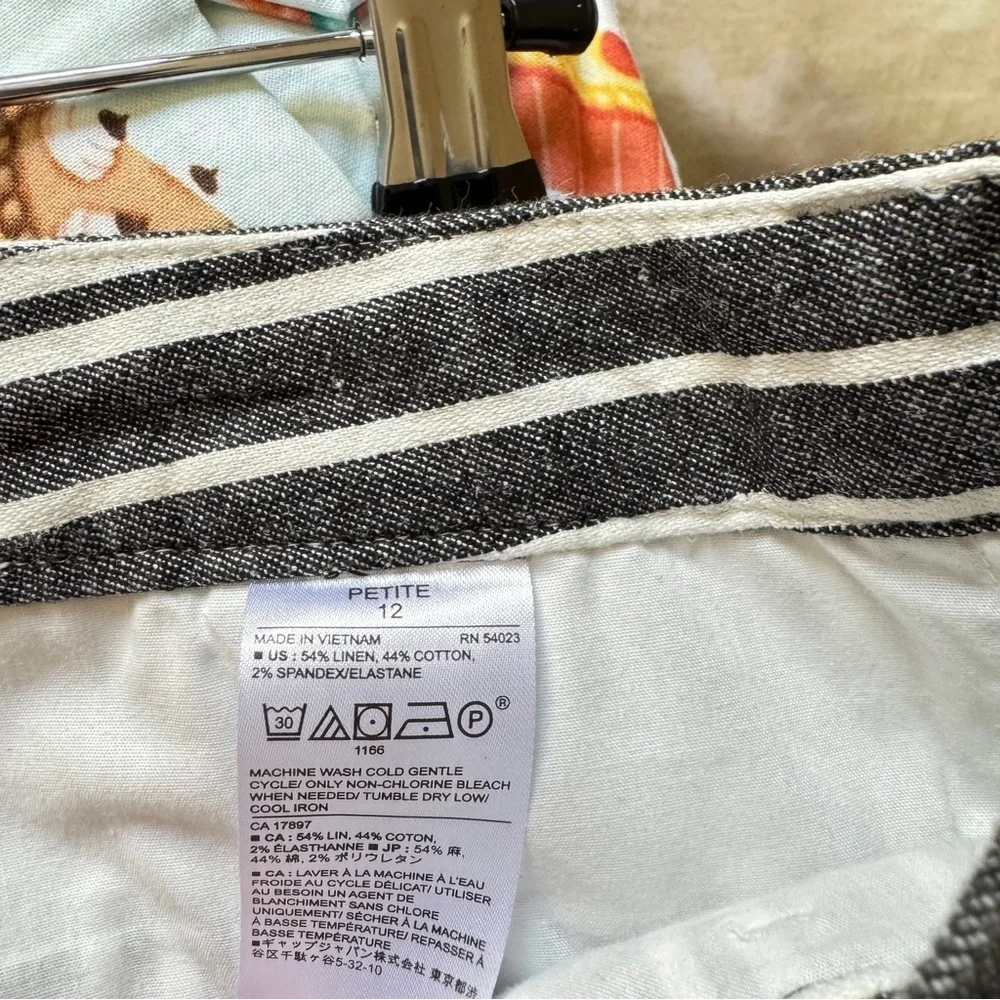 PETITE
12
MADE IN VIETNAM RN 54023
■ US : 54% LINEN, 44% COTTON,
2% SPANDEX/ELASTANE
30 P ®
1166
MACHINE WASH COLD GENTLE
CYCLE/ ONLY NON-CHLORINE BLEACH
WHEN NEEDED/ TUMBLE DRY LOW/
COOL IRON
CA 17897
■ CA : 54% LIN, 44% COTON,
2% ÉLASTHANNE ■ JP : 54% 麻,
44% 綿, 2% ポリウレタン
■ CA : LAVER À LA MACHINE À L'EAU
FROIDE AU CYCLE DÉLICAT/ UTILISER
AU BESOIN UN AGENT DE
BLANCHIMENT SANS CHLORE
UNIQUEMENT/ SÉCHER À LA MACHINE
À BASSE TEMPÉRATURE/ REPASSER À
BASSE TEMPÉRATURE
■ギャップジャパン株式会社 東京都渋
谷区千駄ヶ谷5-32-10